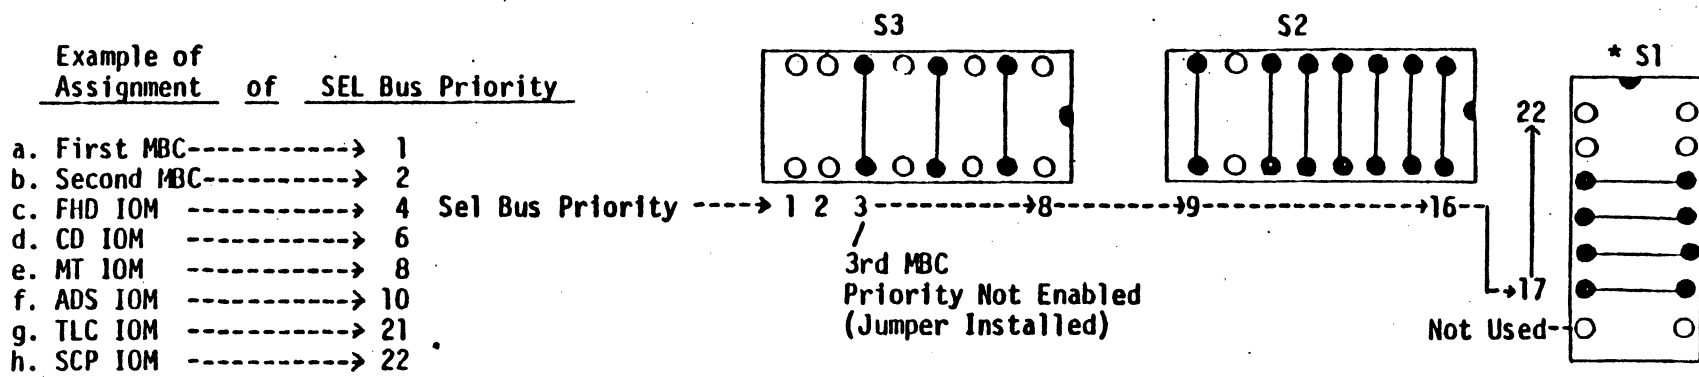 Example of
Assignment of SEL Bus Priority
a. First MBC-----------> 1
b. Second MBC----------> 2
c. FHD IOM -----------> 4
d. CD IOM -----------> 6
e. MT IOM -----------> 8
f. ADS IOM -----------> 10
g. TLC IOM -----------> 21
h. SCP IOM -----------> 22
S3
S2
* S1
Sel Bus Priority ----> 1 2 3----------->8--------->9----------------->16--
3rd MBC
Priority Not Enabled
(Jumper Installed)
22
17
Not Used--